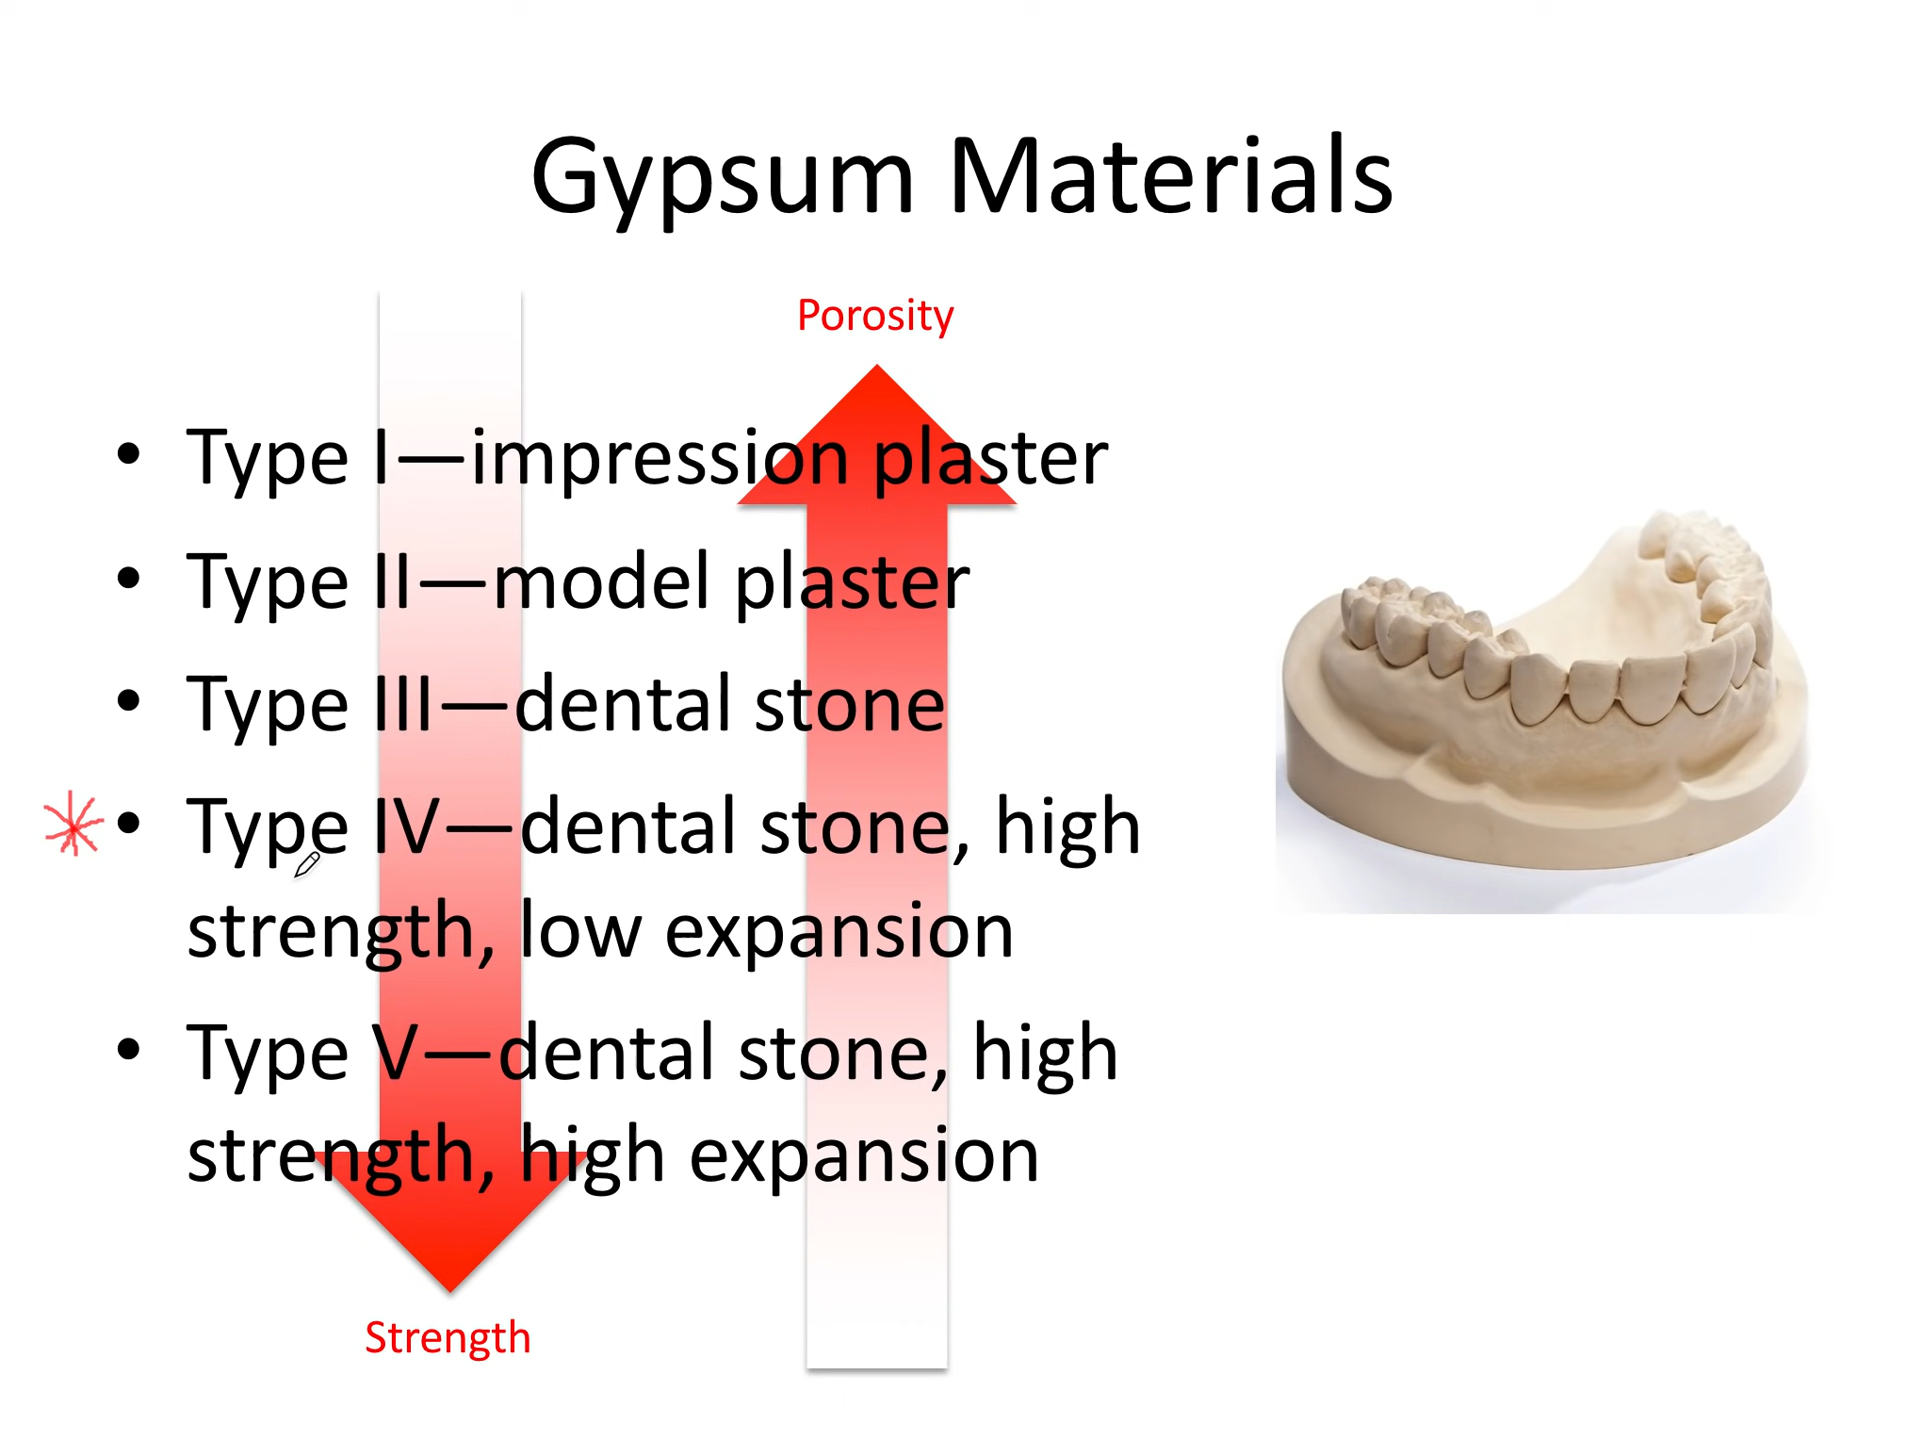 Gypsum Materials
Porosity
• Type I—impression plaster
• Type II—model plaster
• Type III—dental stone
• Type IV—dental stone, high
strength, low expansion
• Type V—dental stone, high
strength, high expansion
Strength